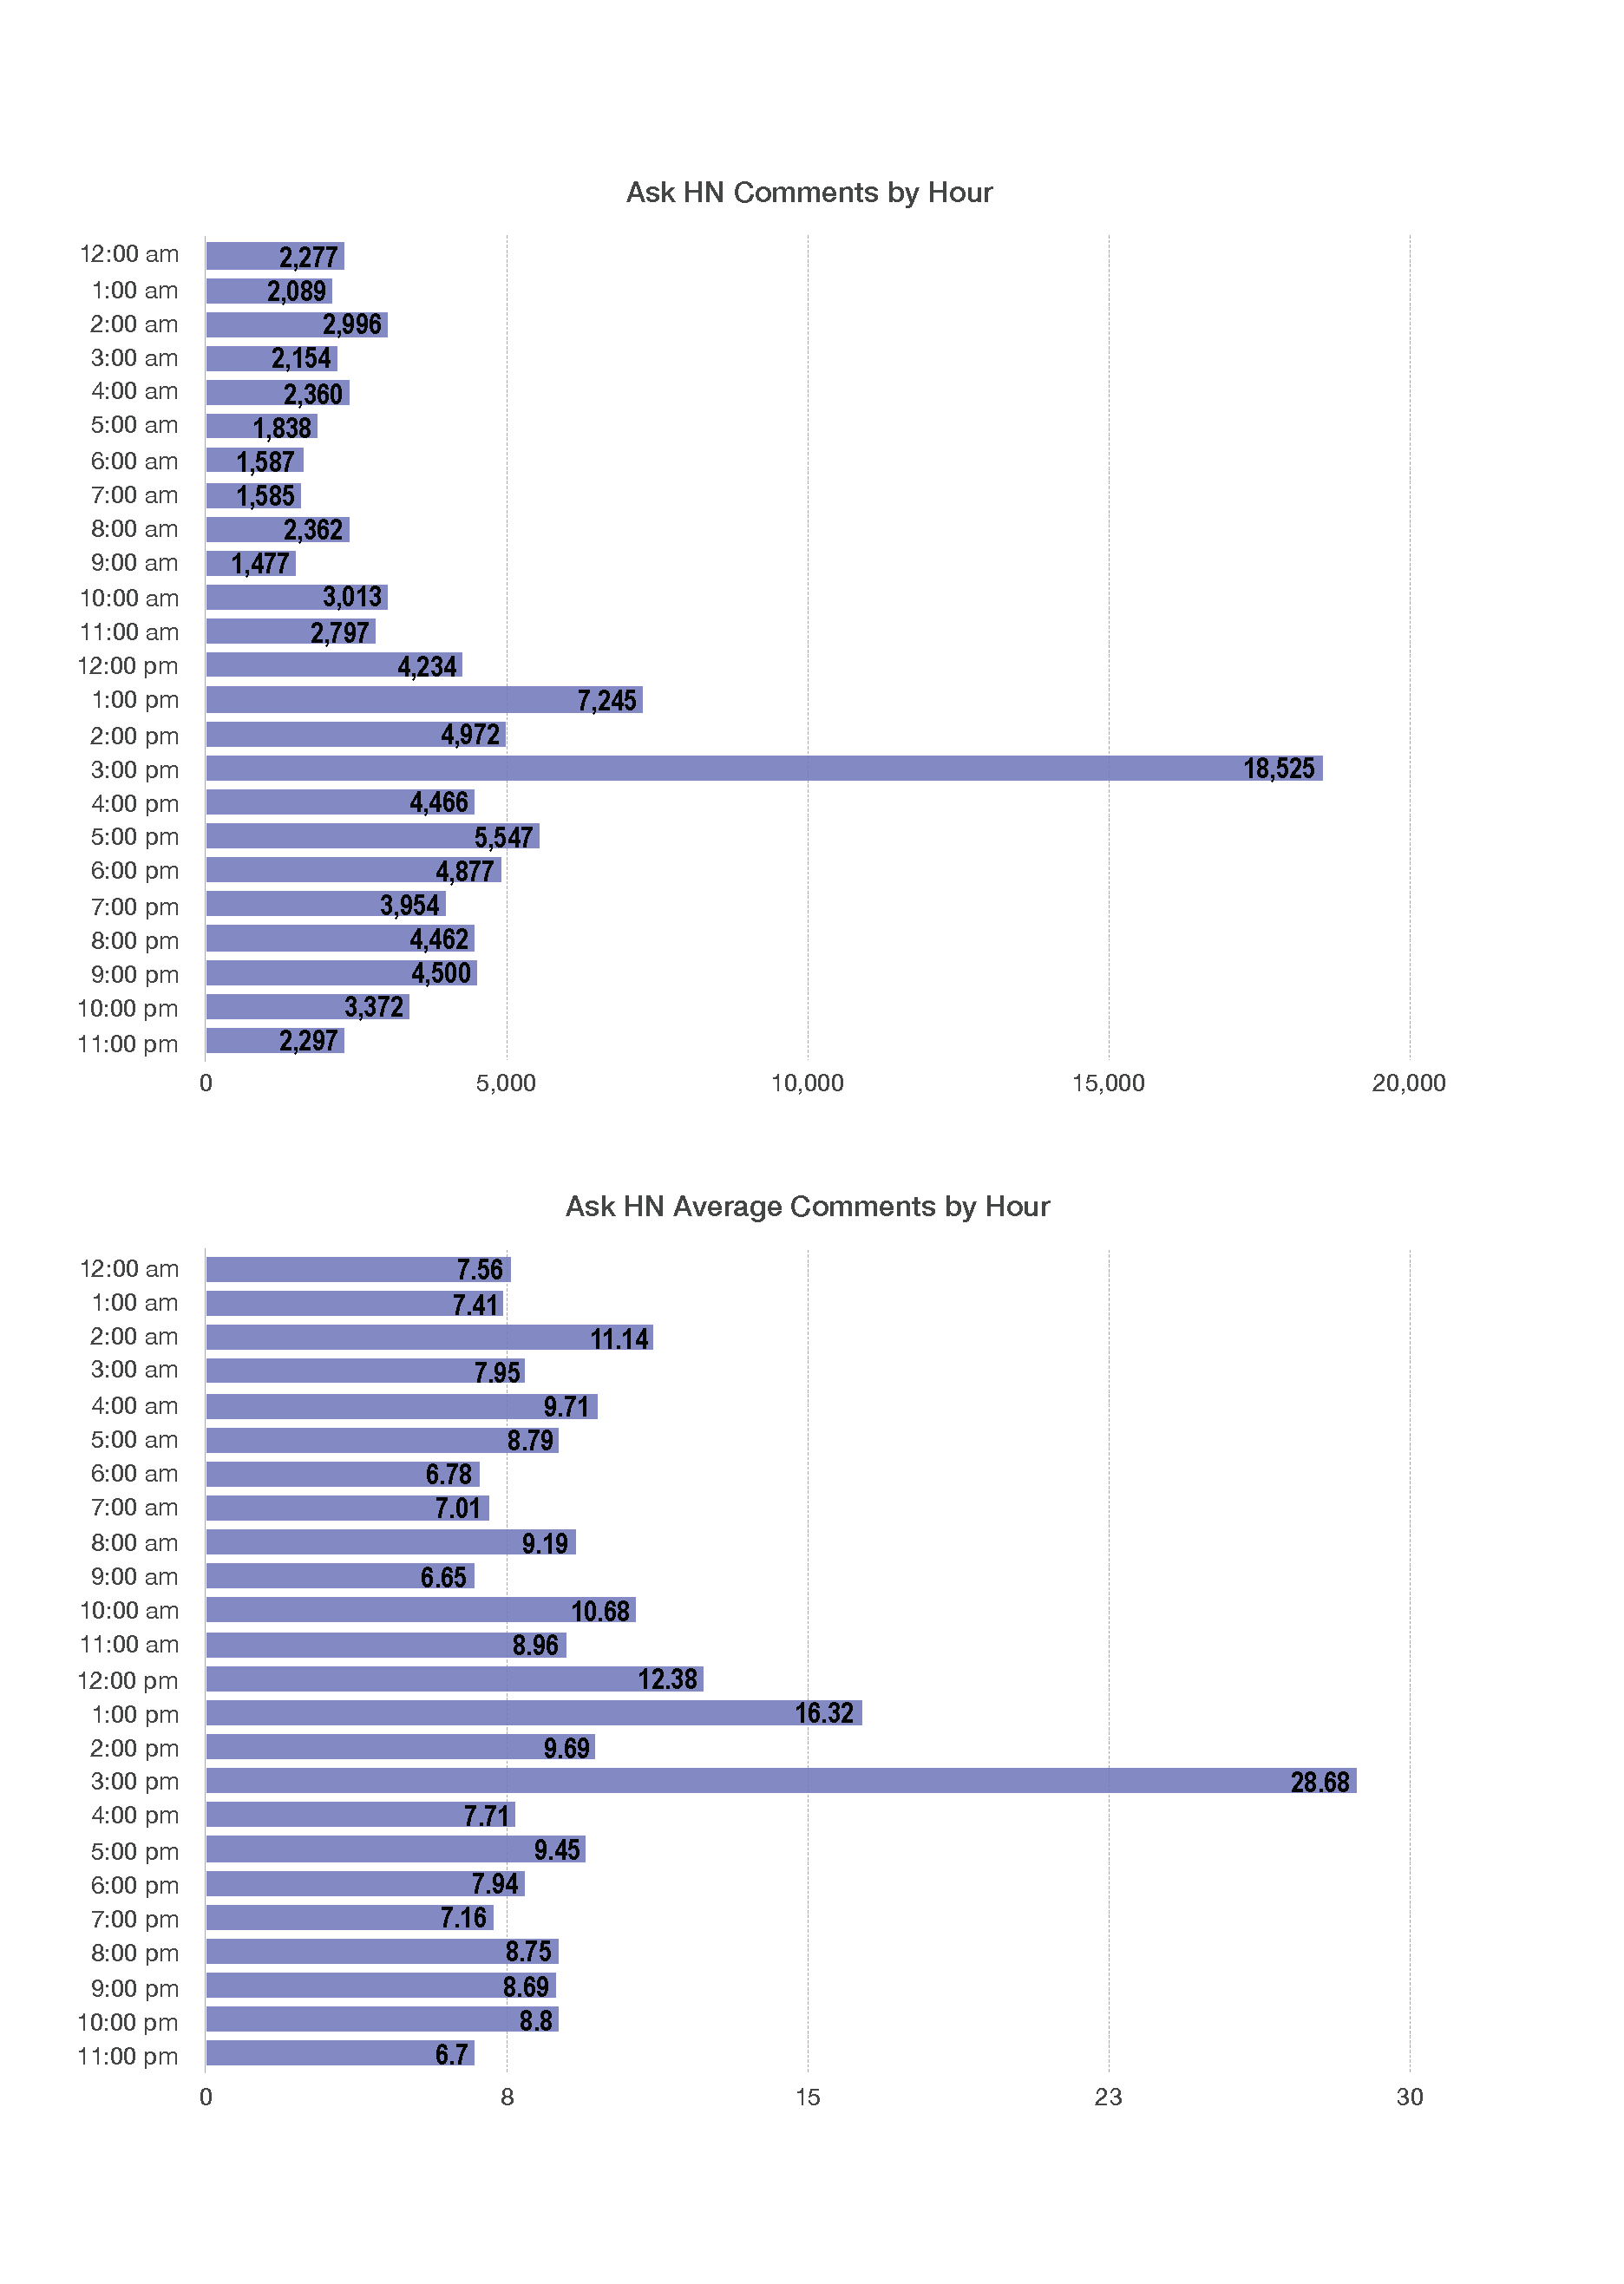 Ask HN Comments by Hour
12:00 am 2,277
1:00 am 2,089
2:00 am 2,996
3:00 am 2,154
4:00 am 2,360
5:00 am 1,838
6:00 am 1,587
7:00 am 1,585
8:00 am 2,362
9:00 am 1,477
10:00 am 3,013
11:00 am 2,797
12:00 pm 4,234
1:00 pm 7,245
2:00 pm 4,972
3:00 pm 18,525
4:00 pm 4,466
5:00 pm 5,547
6:00 pm 4,877
7:00 pm 3,954
8:00 pm 4,462
9:00 pm 4,500
10:00 pm 3,372
11:00 pm 2,297
0 5,000 10,000 15,000 20,000
Ask HN Average Comments by Hour
12:00 am 7.56
1:00 am 7.41
2:00 am 11.14
3:00 am 7.95
4:00 am 9.71
5:00 am 8.79
6:00 am 6.78
7:00 am 7.01
8:00 am 9.19
9:00 am 6.65
10:00 am 10.68
11:00 am 8.96
12:00 pm 12.38
1:00 pm 16.32
2:00 pm 9.69
3:00 pm 28.68
4:00 pm 7.71
5:00 pm 9.45
6:00 pm 7.94
7:00 pm 7.16
8:00 pm 8.75
9:00 pm 8.69
10:00 pm 8.8
11:00 pm 6.7
0 8 15 23 30